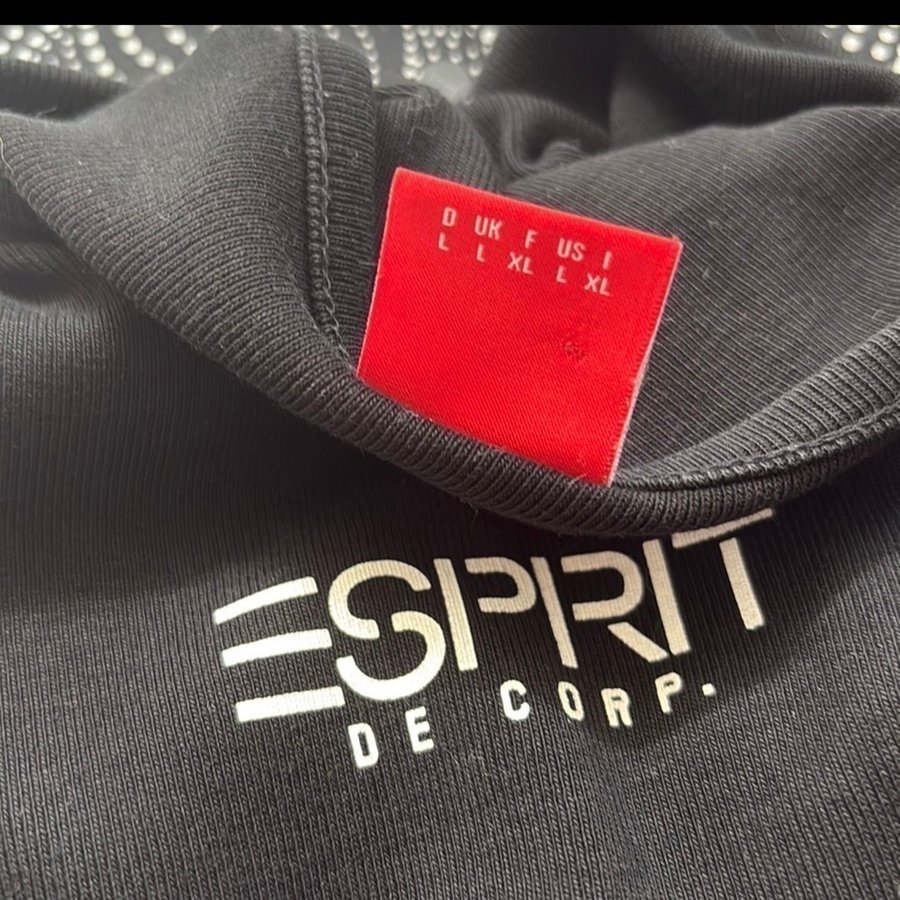 D UK F US I
L L XL L XL
ESPRIT
DE CORP.